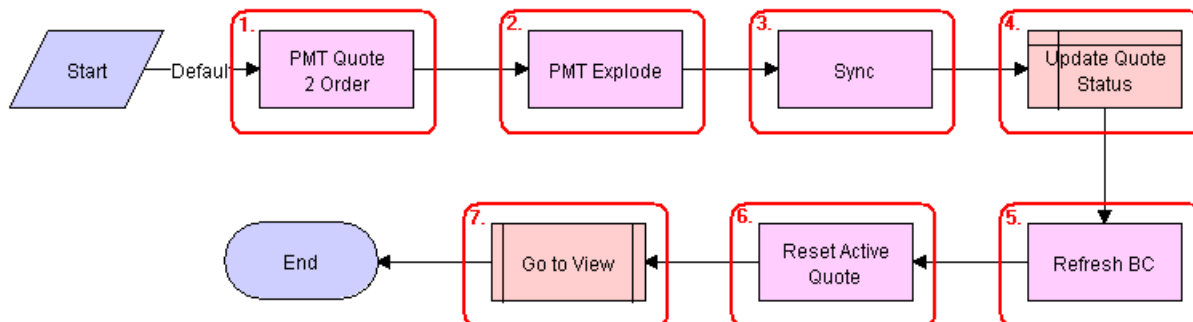 1.
2.
3.
4.
Start
Defaul
PMT Quote
2 Order
PMT Explode
Sync
Update Quote
Status
7.
6.
5.
End
Go to View
Reset Active
Quote
Refresh BC